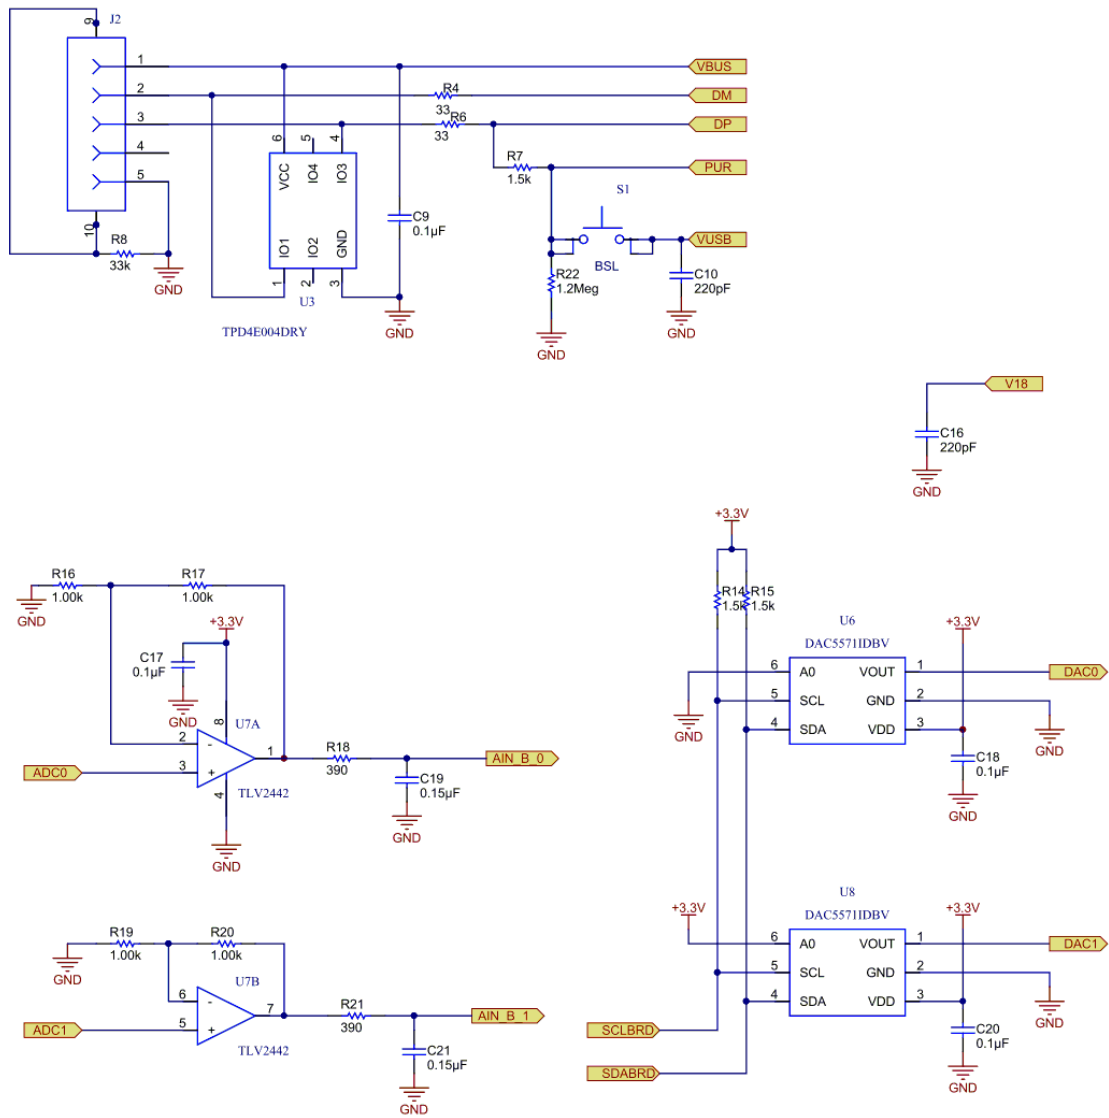 J2
9
1
VBUS
2
R4
DM
33
3
R6
DP
33
4
5
10
6
5
4
VCC
IO4
IO3
IO1
IO2
GND
1
2
3
U3
TPD4E004DRY
R8
33k
GND
C9
0.1µF
GND
R7
1.5k
PUR
S1
VUSB
BSL
R22
1.2Meg
GND
C10
220pF
GND
V18
C16
220pF
GND
R16
1.00k
GND
R17
1.00k
+3.3V
C17
0.1µF
GND
U7A
8
2
-
3
+
1
4
TLV2442
GND
ADC0
R18
390
AIN_B_0
C19
0.15µF
GND
R19
1.00k
GND
R20
1.00k
U7B
6
-
5
+
7
TLV2442
ADC1
R21
390
AIN_B_1
C21
0.15µF
GND
+3.3V
R14
1.5k
R15
1.5k
U6
DAC5571IDBV
+3.3V
6
A0
VOUT
1
DAC0
5
SCL
GND
2
4
SDA
VDD
3
GND
GND
C18
0.1µF
GND
U8
DAC5571IDBV
+3.3V
+3.3V
6
A0
VOUT
1
DAC1
5
SCL
GND
2
4
SDA
VDD
3
GND
C20
0.1µF
GND
SCLBRD
SDABRD